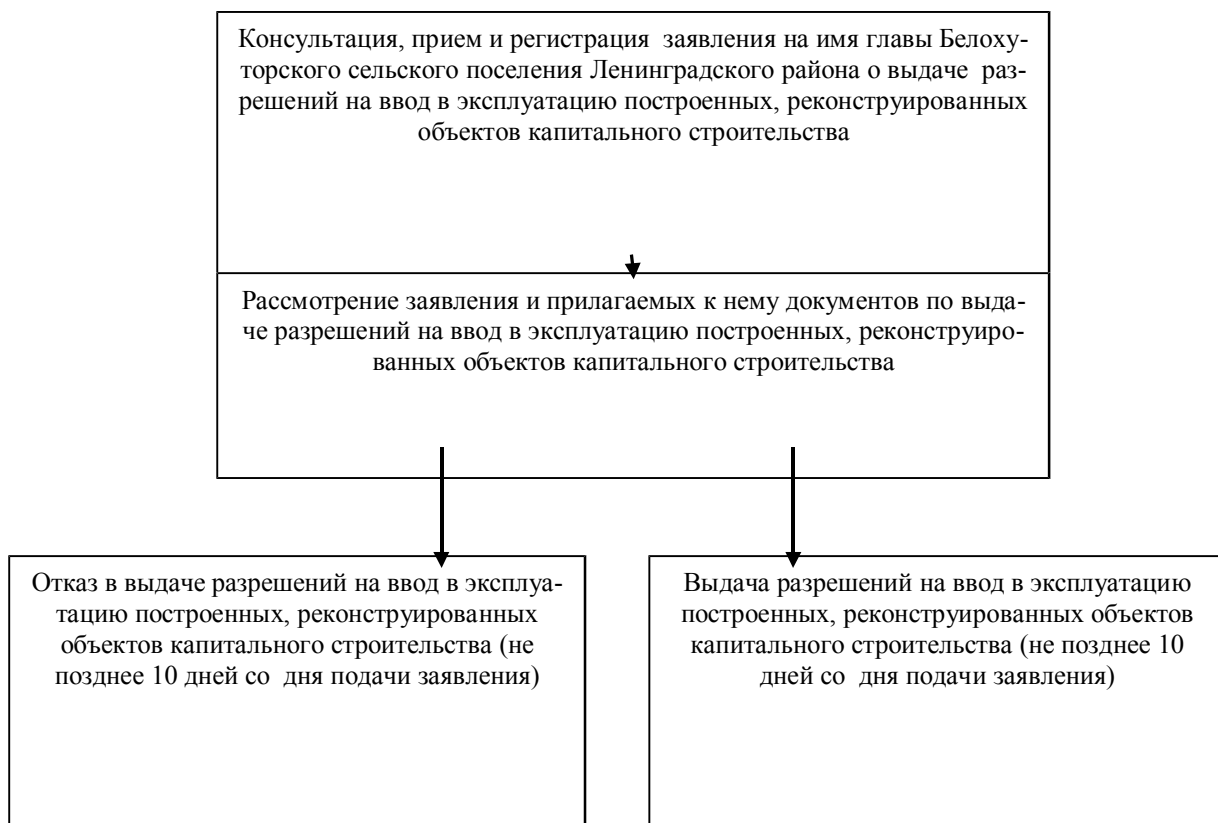 Консультация, прием и регистрация  заявления на имя главы Белоху-
торского сельского поселения Ленинградского района о выдаче  раз-
решений на ввод в эксплуатацию построенных, реконструированных
объектов капитального строительства
Рассмотрение заявления и прилагаемых к нему документов по выда-
че разрешений на ввод в эксплуатацию построенных, реконструиро-
ванных объектов капитального строительства
Отказ в выдаче разрешений на ввод в эксплуа-
тацию построенных, реконструированных
объектов капитального строительства (не
позднее 10 дней со  дня подачи заявления)
Выдача разрешений на ввод в эксплуатацию
построенных, реконструированных объектов
капитального строительства (не позднее 10
дней со  дня подачи заявления)